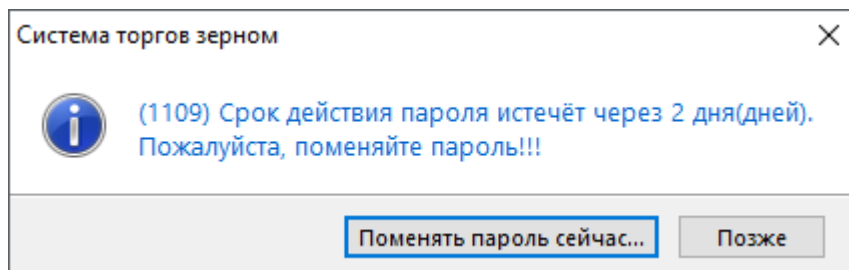 Система торгов зерном
(1109) Срок действия пароля истечёт через 2 дня(дней).
Пожалуйста, поменяйте пароль!!!
Поменять пароль сейчас... Позже